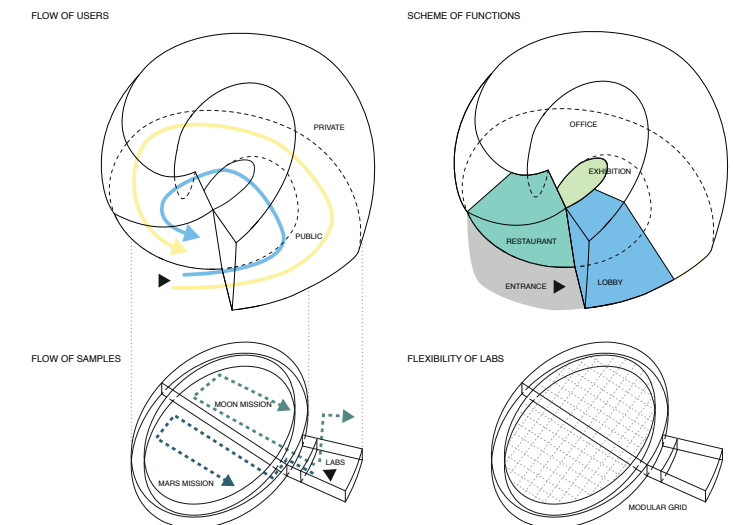 FLOW OF USERS
SCHEME OF FUNCTIONS
PRIVATE
PUBLIC
OFFICE
EXHIBITION
RESTAURANT
ENTRANCE
LOBBY
FLOW OF SAMPLES
FLEXIBILITY OF LABS
MOON MISSION
LABS
MARS MISSION
MODULAR GRID